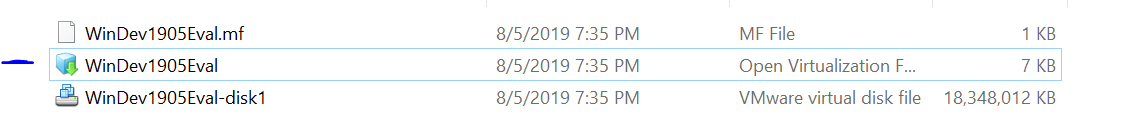 WinDev1905Eval.mf 8/5/2019 7:35 PM MF File 1 KB
WinDev1905Eval 8/5/2019 7:35 PM Open Virtualization F... 7 KB
WinDev1905Eval-disk1 8/5/2019 7:35 PM VMware virtual disk file 18,348,012 KB